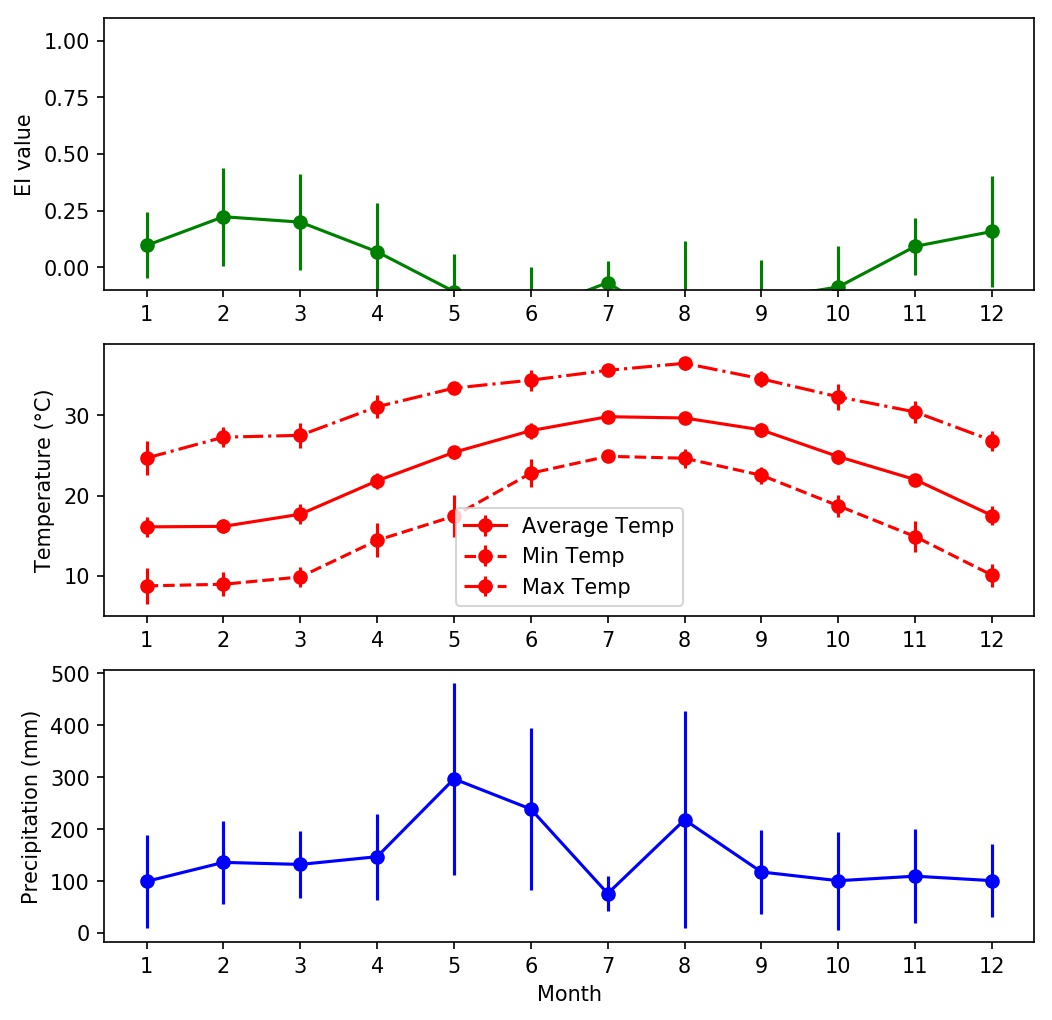 EI value
1.00
0.75
0.50
0.25
0.00
1 2 3 4 5 6 7 8 9 10 11 12
Temperature (°C)
30
20
10
Average Temp
Min Temp
Max Temp
1 2 3 4 5 6 7 8 9 10 11 12
Precipitation (mm)
500
400
300
200
100
0
1 2 3 4 5 6 7 8 9 10 11 12
Month